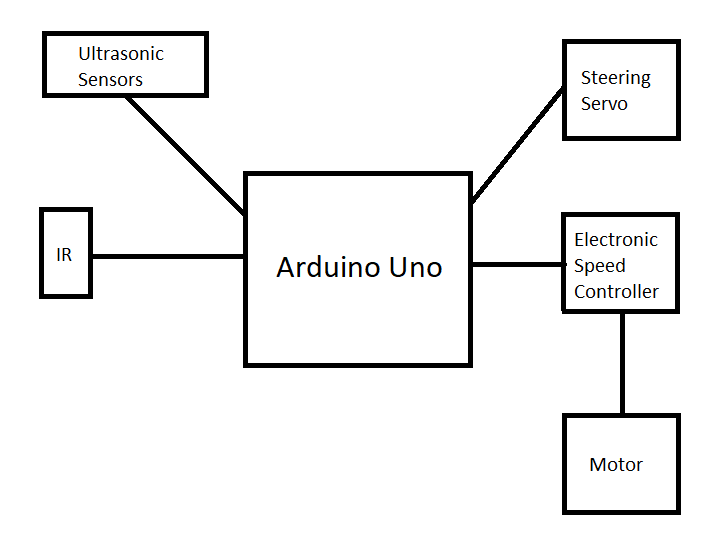 Ultrasonic
Sensors
Steering
Servo
IR
Arduino Uno
Electronic
Speed
Controller
Motor